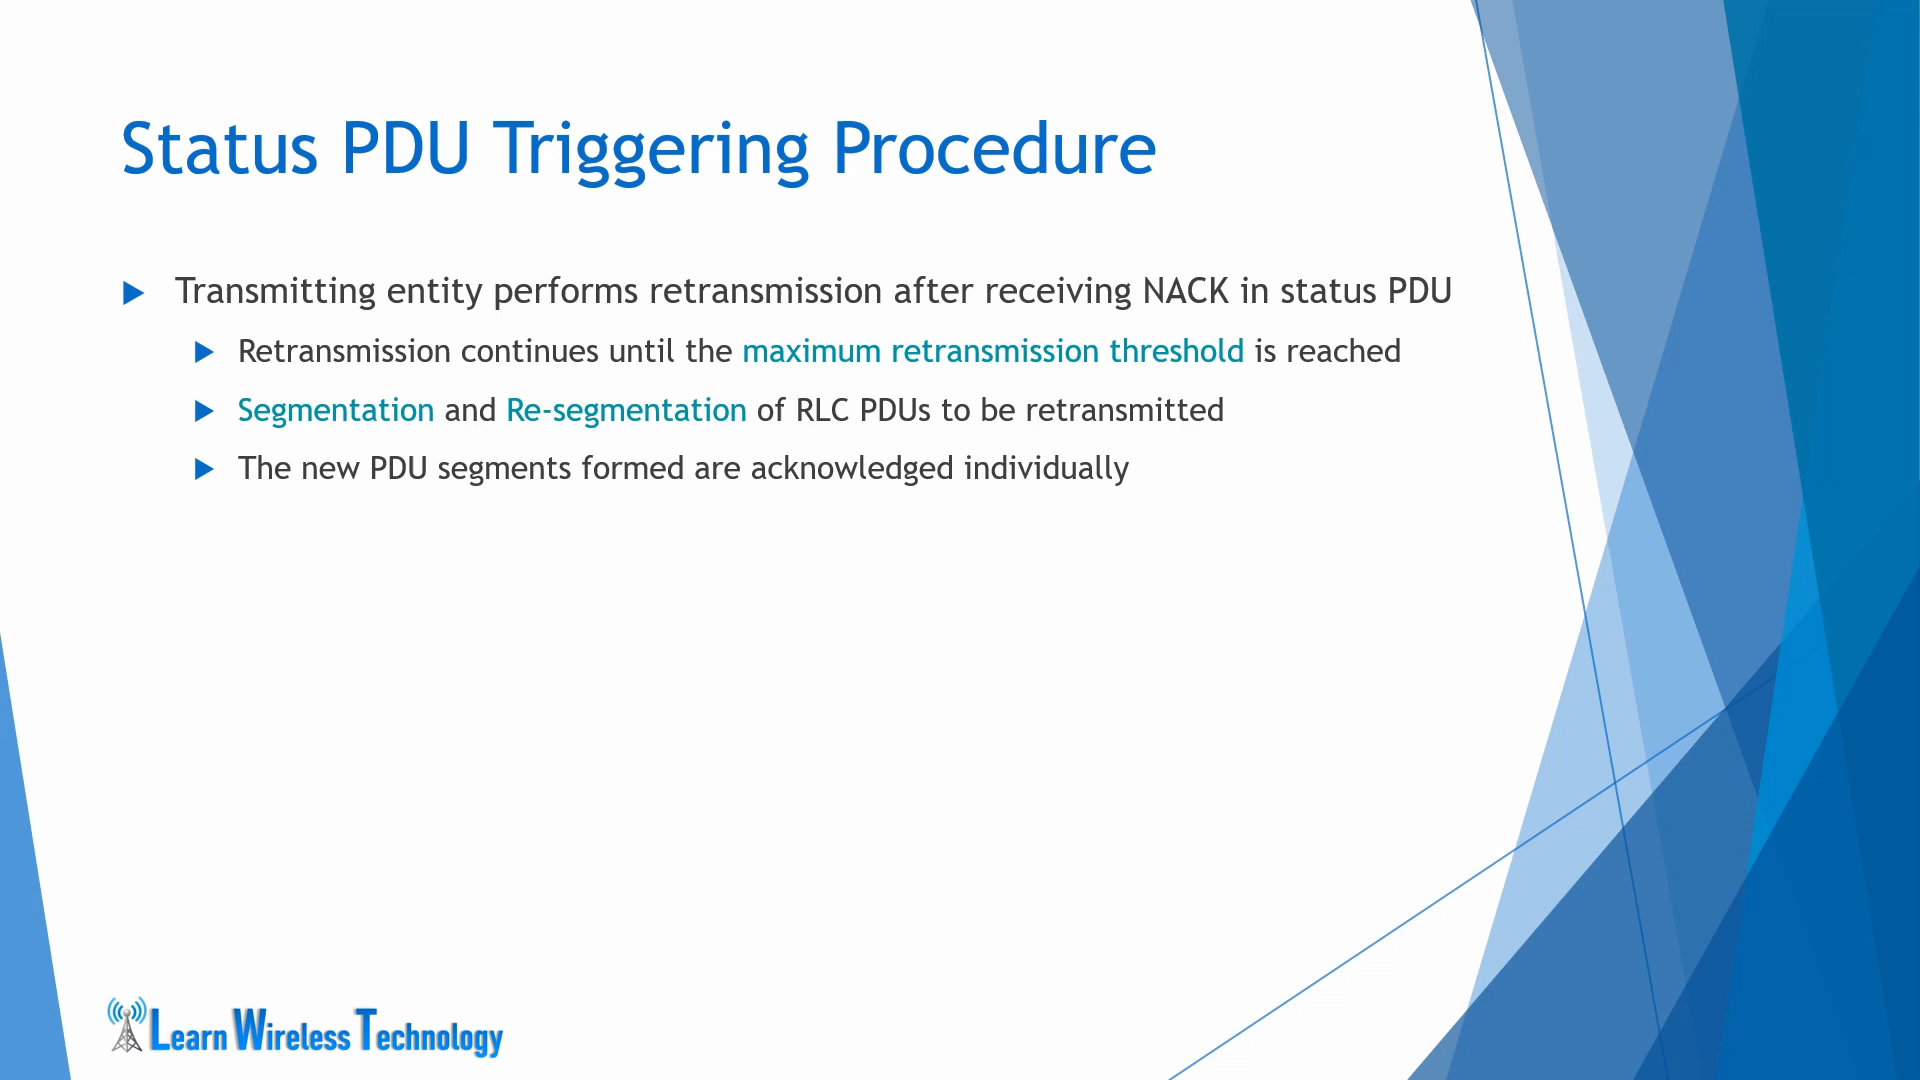 Status PDU Triggering Procedure
Transmitting entity performs retransmission after receiving NACK in status PDU
Retransmission continues until the maximum retransmission threshold is reached
Segmentation and Re-segmentation of RLC PDUs to be retransmitted
The new PDU segments formed are acknowledged individually
Learn Wireless Technology